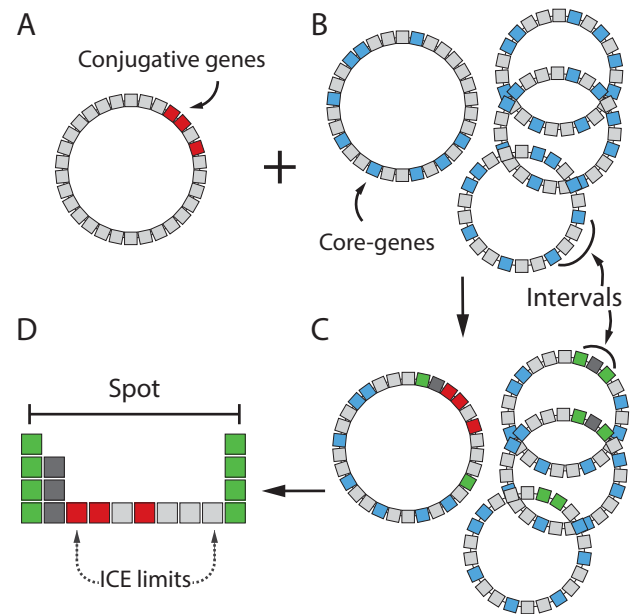 A
B
Conjugative genes
Core-genes
Intervals
D
C
Spot
ICE limits